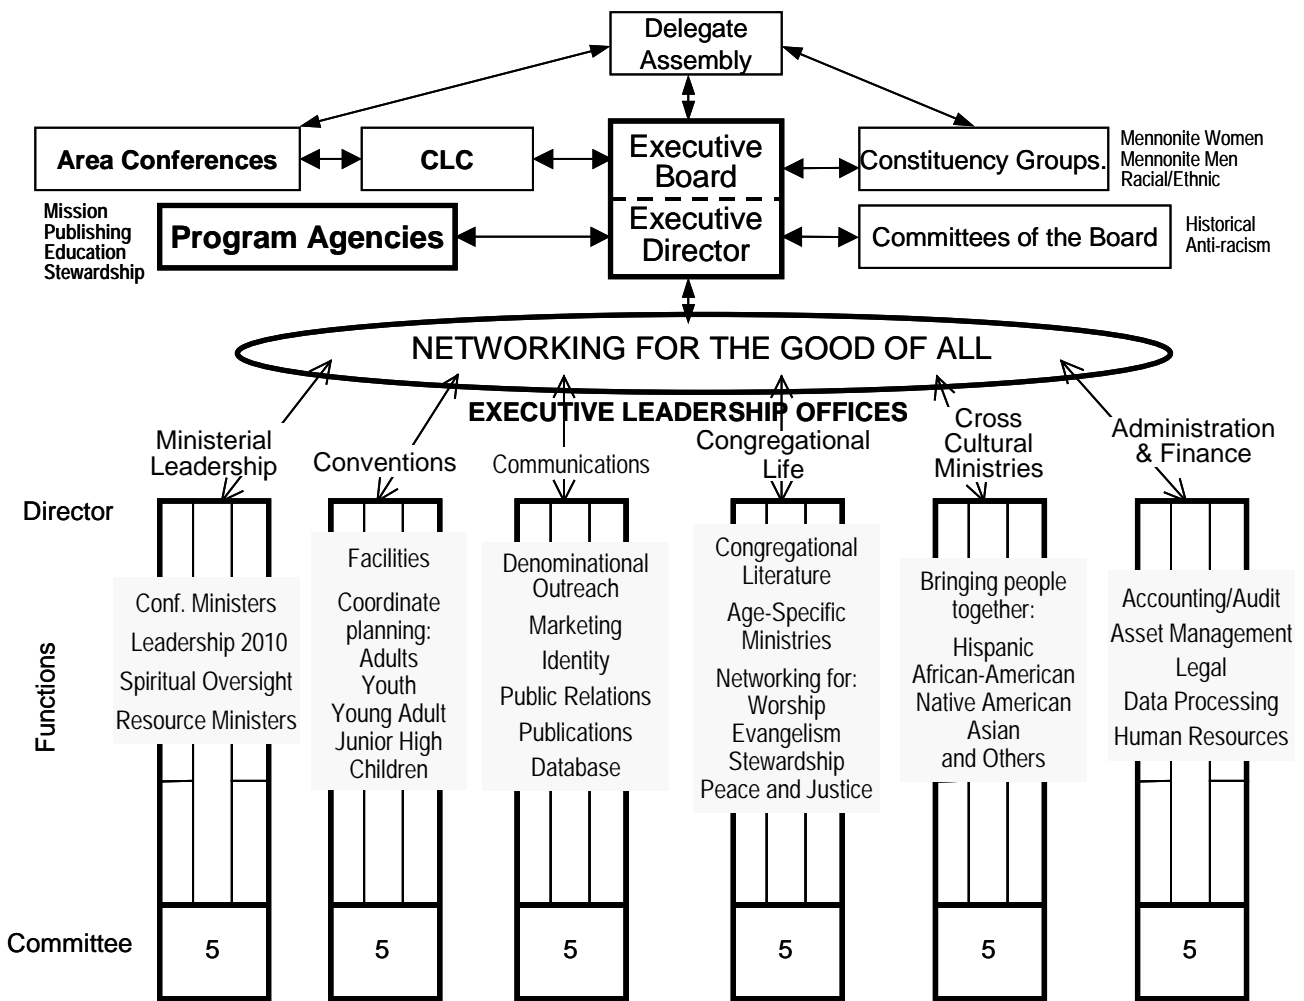 Delegate
Assembly
Area Conferences
CLC
Executive
Board
Constituency Groups.
Mennonite Women
Mennonite Men
Racial/Ethnic
Mission
Publishing
Education
Stewardship
Program Agencies
Executive
Director
Committees of the Board
Historical
Anti-racism
NETWORKING FOR THE GOOD OF ALL
EXECUTIVE LEADERSHIP OFFICES
Ministerial
Leadership
Conventions
Communications
Congregational
Life
Cross
Cultural
Ministries
Administration
& Finance
Director
Functions
Conf. Ministers
Leadership 2010
Spiritual Oversight
Resource Ministers
Facilities
Coordinate
planning:
Adults
Youth
Young Adult
Junior High
Children
Denominational
Outreach
Marketing
Identity
Public Relations
Publications
Database
Congregational
Literature
Age-Specific
Ministries
Networking for:
Worship
Evangelism
Stewardship
Peace and Justice
Bringing people
together:
Hispanic
African-American
Native American
Asian
and Others
Accounting/Audit
Asset Management
Legal
Data Processing
Human Resources
Committee
5
5
5
5
5
5